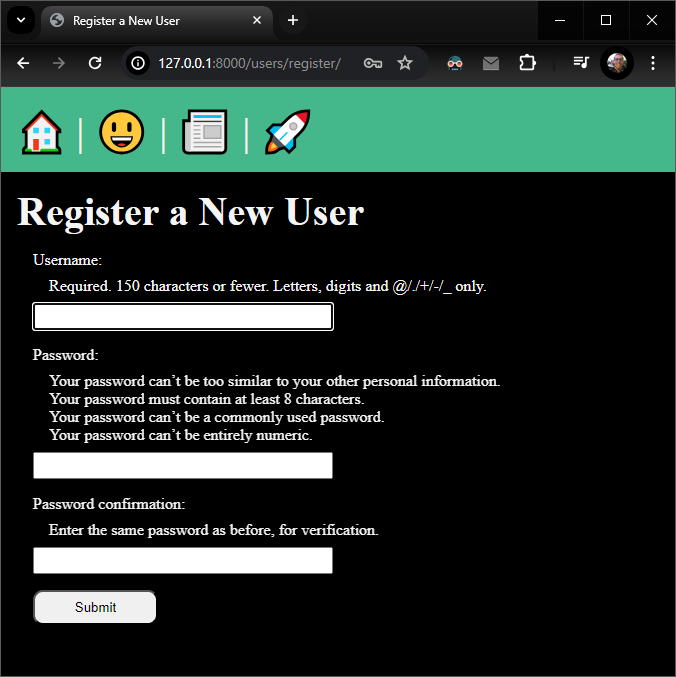 Register a New User
127.0.0.1:8000/users/register/
Register a New User
Username:
Required. 150 characters or fewer. Letters, digits and @/./+/-/_ only.
Password:
Your password can’t be too similar to your other personal information.
Your password must contain at least 8 characters.
Your password can’t be a commonly used password.
Your password can’t be entirely numeric.
Password confirmation:
Enter the same password as before, for verification.
Submit